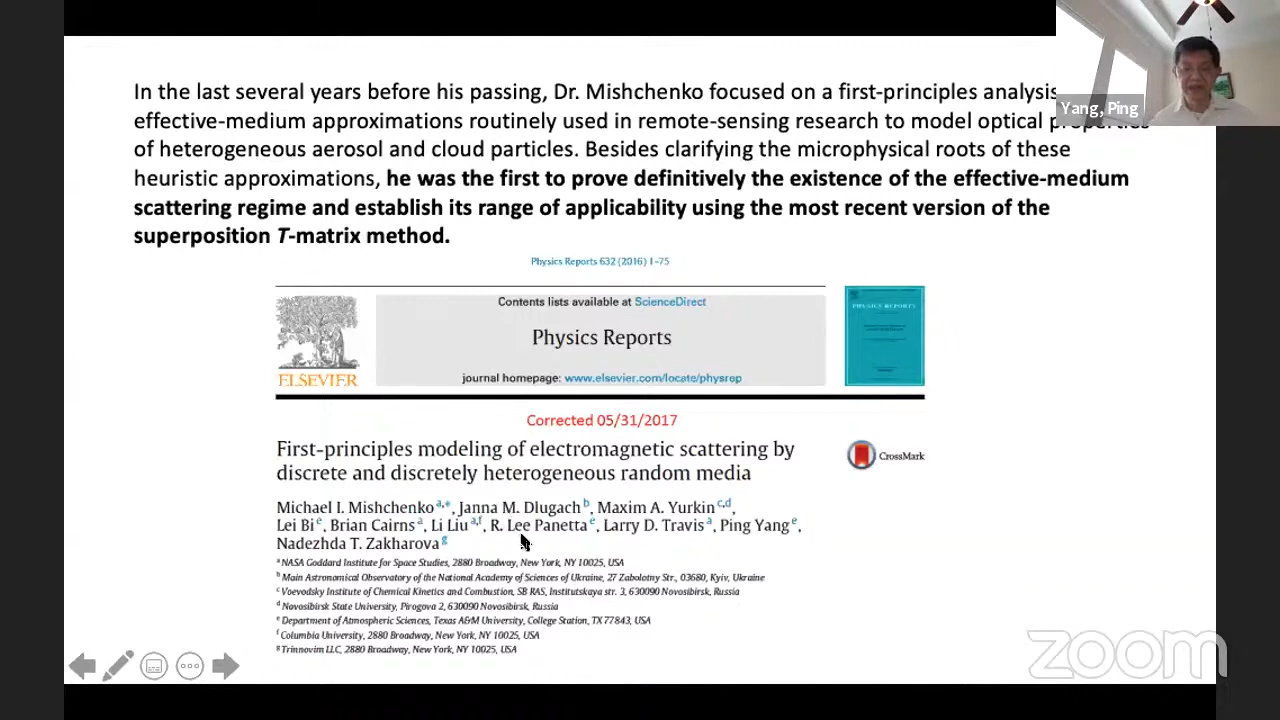 In the last several years before his passing, Dr. Mishchenko focused on a first-principles analysis
effective-medium approximations routinely used in remote-sensing research to model optical properties
of heterogeneous aerosol and cloud particles. Besides clarifying the microphysical roots of these
heuristic approximations, he was the first to prove definitively the existence of the effective-medium
scattering regime and establish its range of applicability using the most recent version of the
superposition T-matrix method.
Yang, Ping
Physics Reports 632 (2016) 1–75
Contents lists available at ScienceDirect
Physics Reports
journal homepage: www.elsevier.com/locate/physrep
ELSEVIER
PHYSICS REPORTS
Corrected 05/31/2017
First-principles modeling of electromagnetic scattering by
discrete and discretely heterogeneous random media
CrossMark
Michael I. Mishchenko a,*, Janna M. Dlugach b, Maxim A. Yurkin c,d,
Lei Bi e, Brian Cairns a, Li Liu a,f, R. Lee Panetta e, Larry D. Travis a, Ping Yang e,
Nadezhda T. Zakharova g
a NASA Goddard Institute for Space Studies, 2880 Broadway, New York, NY 10025, USA
b Main Astronomical Observatory of the National Academy of Sciences of Ukraine, 27 Zabolotny Str., 03680, Kyiv, Ukraine
c Voevodsky Institute of Chemical Kinetics and Combustion, SB RAS, Institutskaya str. 3, 630090 Novosibirsk, Russia
d Novosibirsk State University, Pirogova 2, 630090 Novosibirsk, Russia
e Department of Atmospheric Sciences, Texas A&M University, College Station, TX 77843, USA
f Columbia University, 2880 Broadway, New York, NY 10025, USA
g Trinnovim LLC, 2880 Broadway, New York, NY 10025, USA
zoom